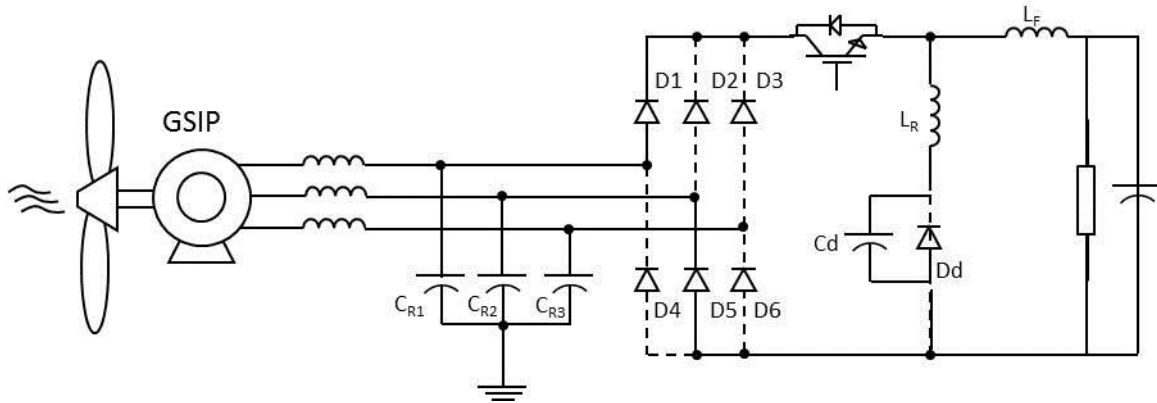 GSIP
D1
D2
D3
L_F
L_R
Cd
Dd
C_R1
C_R2
C_R3
D4
D5
D6